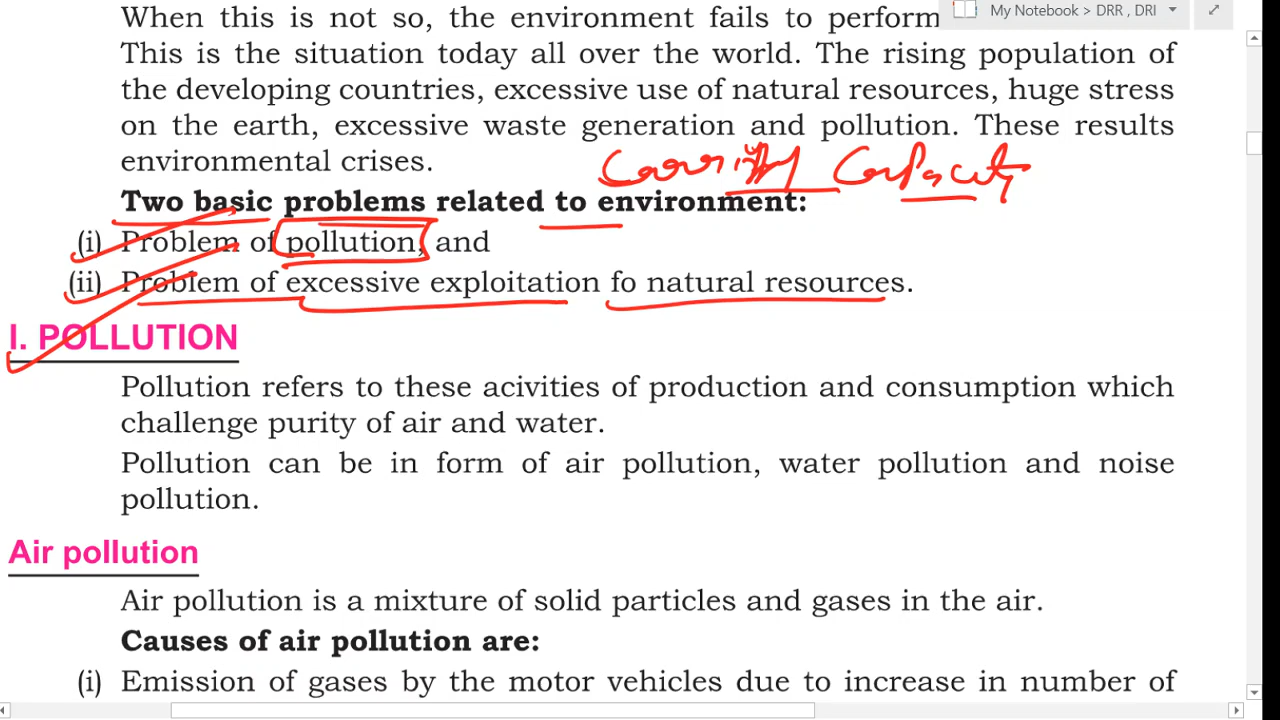 When this is not so, the environment fails to perform
My Notebook > DRR , DRI
This is the situation today all over the world. The rising population of
the developing countries, excessive use of natural resources, huge stress
on the earth, excessive waste generation and pollution. These results
environmental crises.
Capacity
Two basic problems related to environment:
(i) Problem of pollution, and
(ii) Problem of excessive exploitation fo natural resources.
I. POLLUTION
Pollution refers to these acivities of production and consumption which
challenge purity of air and water.
Pollution can be in form of air pollution, water pollution and noise
pollution.
Air pollution
Air pollution is a mixture of solid particles and gases in the air.
Causes of air pollution are:
(i) Emission of gases by the motor vehicles due to increase in number of